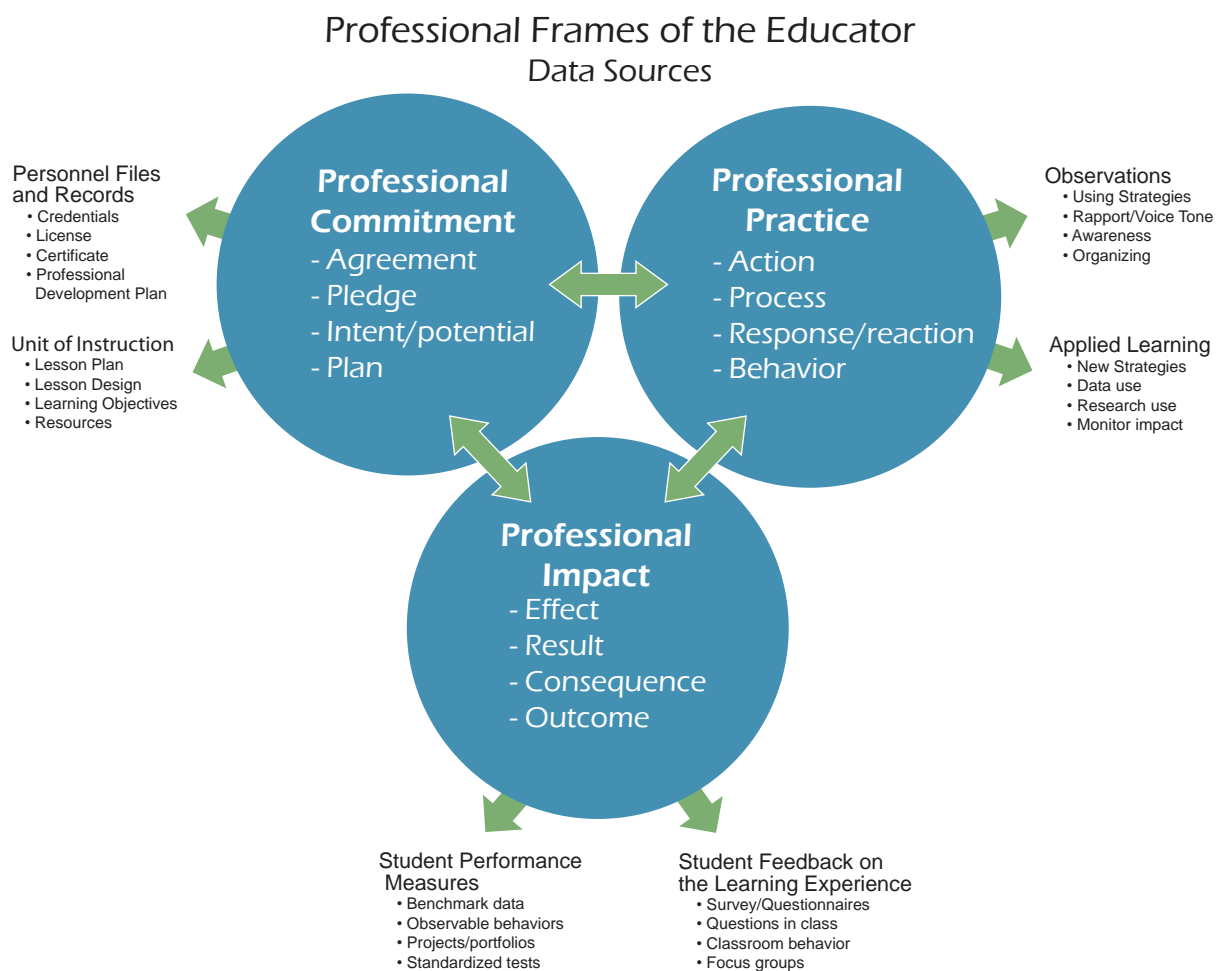 Professional Frames of the Educator
Data Sources
Personnel Files
and Records
• Credentials
• License
• Certificate
• Professional
Development Plan
Unit of Instruction
• Lesson Plan
• Lesson Design
• Learning Objectives
• Resources
Professional
Commitment
- Agreement
- Pledge
- Intent/potential
- Plan
Professional
Practice
- Action
- Process
- Response/reaction
- Behavior
Observations
• Using Strategies
• Rapport/Voice Tone
• Awareness
• Organizing
Applied Learning
• New Strategies
• Data use
• Research use
• Monitor impact
Professional
Impact
- Effect
- Result
- Consequence
- Outcome
Student Performance
Measures
• Benchmark data
• Observable behaviors
• Projects/portfolios
• Standardized tests
Student Feedback on
the Learning Experience
• Survey/Questionnaires
• Questions in class
• Classroom behavior
• Focus groups